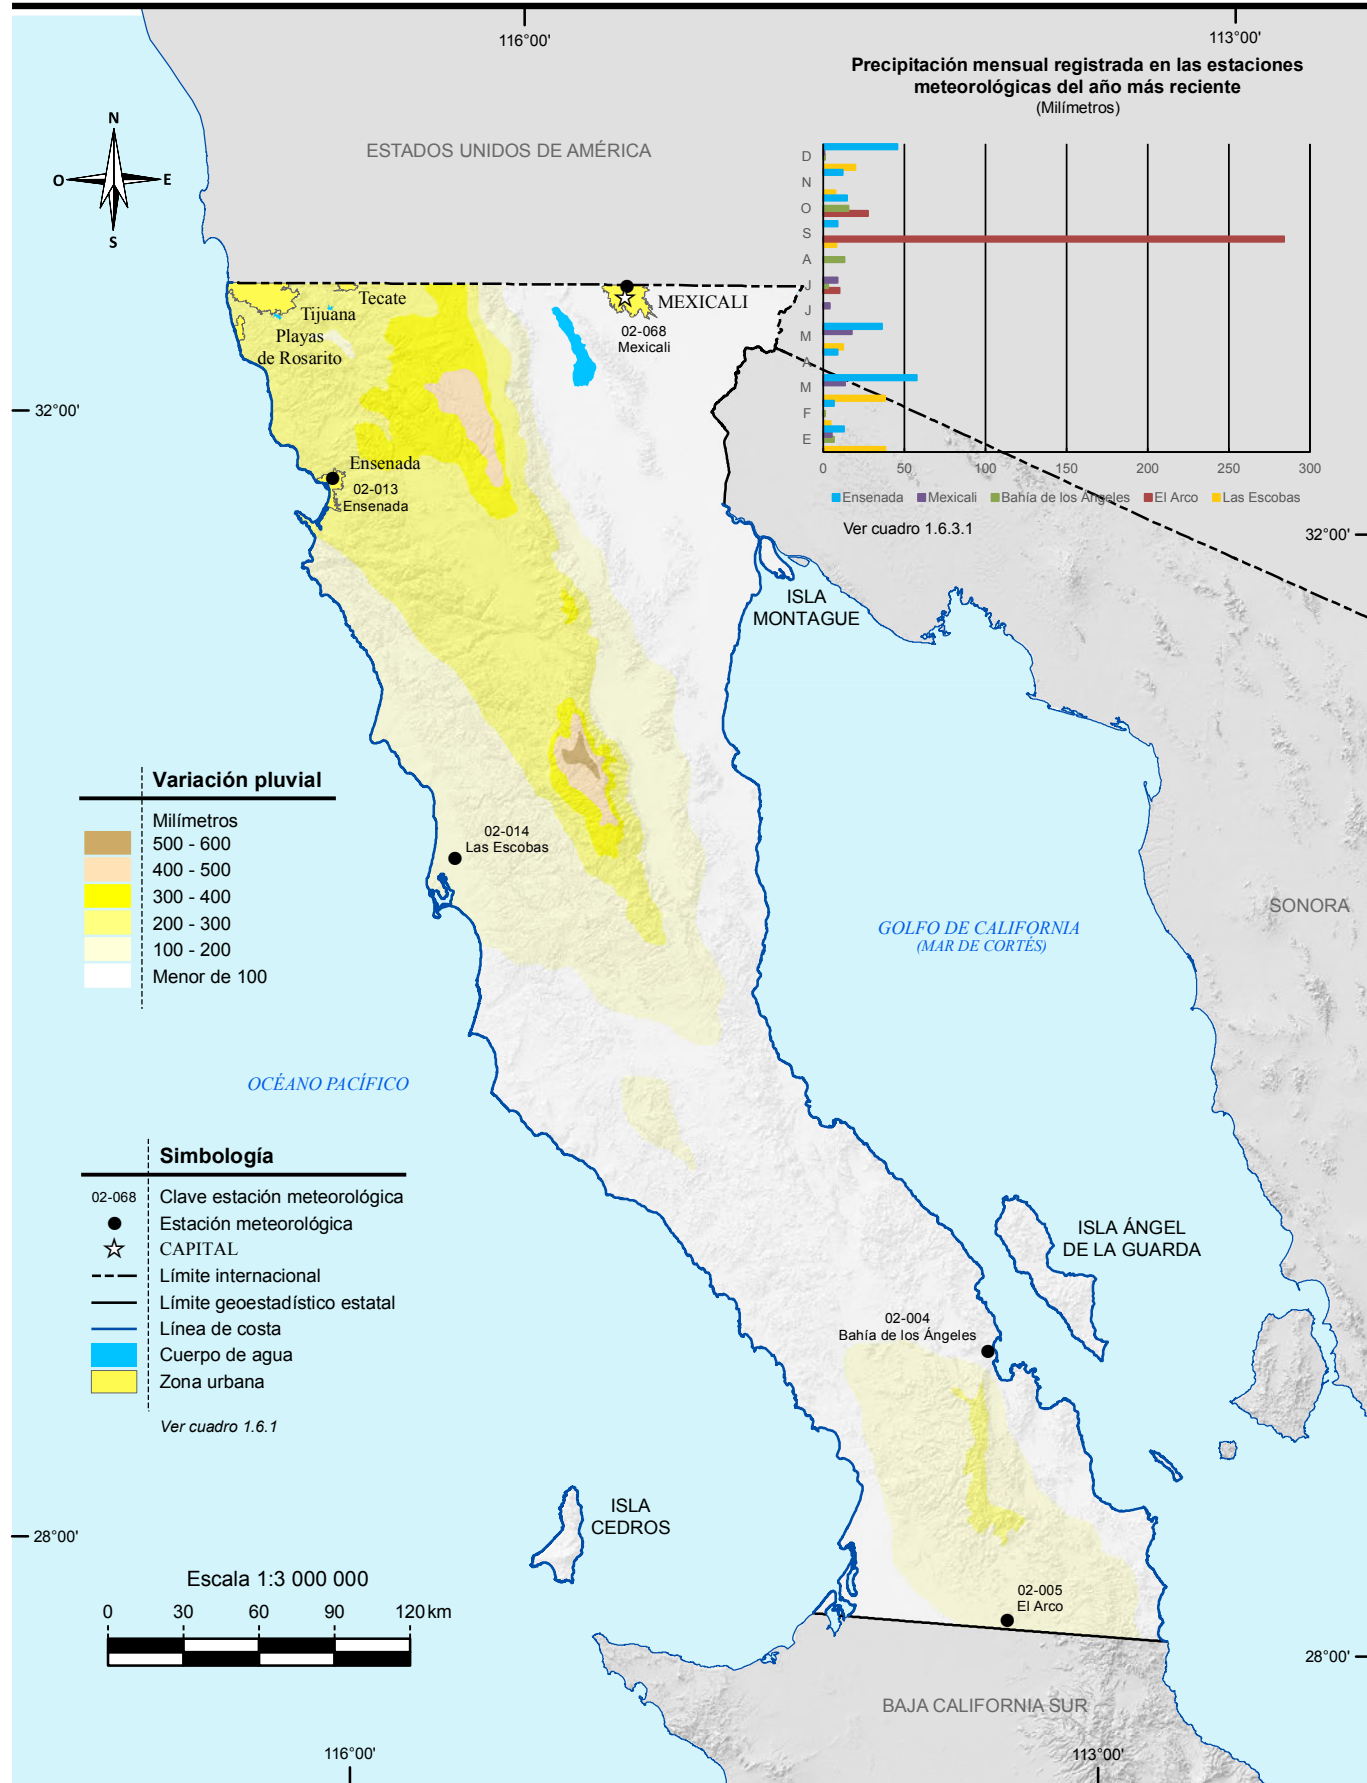 116°00'
113°00'
Precipitación mensual registrada en las estaciones
meteorológicas del año más reciente
(Milímetros)
D
N
O
S
A
J
J
M
A
M
F
E
0 50 100 150 200 250 300
Ensenada Mexicali Bahía de los Ángeles El Arco Las Escobas
Ver cuadro 1.6.3.1
N
O E
S
ESTADOS UNIDOS DE AMÉRICA
Tecate
Tijuana
Playas
de Rosarito
MEXICALI
02-068
Mexicali
32°00'
Ensenada
02-013
Ensenada
32°00'
ISLA
MONTAGUE
Variación pluvial
Milímetros
500 - 600
400 - 500
300 - 400
200 - 300
100 - 200
Menor de 100
02-014
Las Escobas
SONORA
GOLFO DE CALIFORNIA
(MAR DE CORTÉS)
OCÉANO PACÍFICO
Simbología
02-068 Clave estación meteorológica
Estación meteorológica
CAPITAL
Límite internacional
Límite geoestadístico estatal
Línea de costa
Cuerpo de agua
Zona urbana
Ver cuadro 1.6.1
ISLA ÁNGEL
DE LA GUARDA
02-004
Bahía de los Ángeles
ISLA
CEDROS
28°00'
Escala 1:3 000 000
0 30 60 90 120 km
02-005
El Arco
28°00'
BAJA CALIFORNIA SUR
116°00'
113°00'